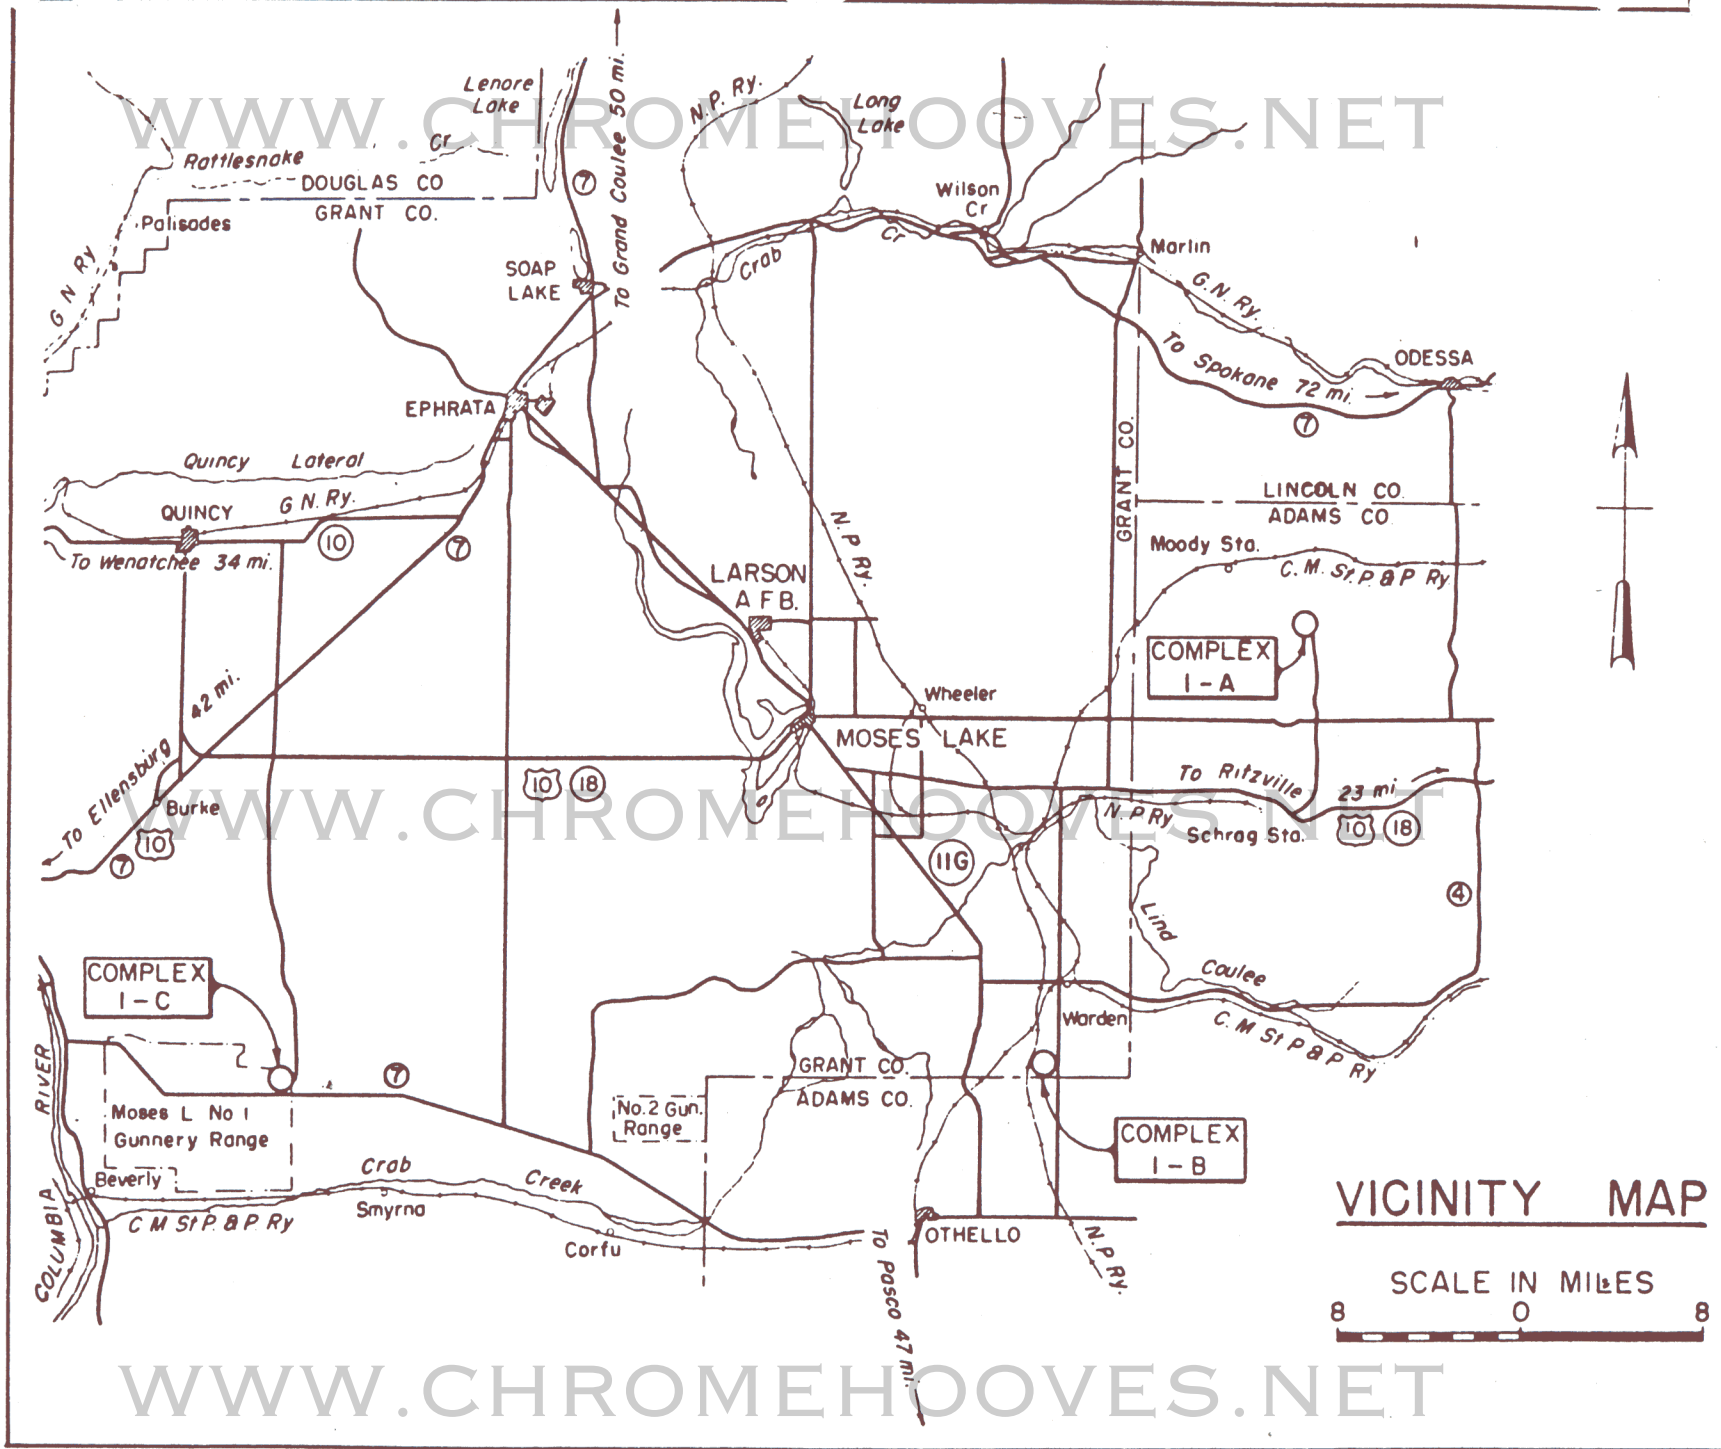 WWW.CHROMEHOOVES.NET
Lenore
Lake
To Grand Coulee 50 mi.
N.P. Ry.
Long
Lake
Rattlesnake
Cr
DOUGLAS CO
GRANT CO.
7
Palisades
Wilson
Cr
Cr
Crab
Marlin
G N Ry
SOAP
LAKE
G.N. Ry.
To Spokane 72 mi.
ODESSA
7
EPHRATA
GRANT CO.
Quincy Lateral
G N. Ry.
QUINCY
10
7
To Wenatchee 34 mi.
N. P Ry.
LINCOLN CO.
ADAMS CO
Moody Sta.
C. M. St. P. & P Ry
LARSON
A F B.
COMPLEX
1-A
42 mi.
To Ellensburg
Wheeler
MOSES LAKE
10
18
To Ritzville 23 mi
N. P Ry
Schrag Sta.
10
18
Burke
10
7
WWW.CHROMEHOOVES.NET
11G
4
Lind
Coulee
COMPLEX
1-C
Warden
C. M St P & P Ry
GRANT CO.
ADAMS CO.
7
Moses L No 1
Gunnery Range
No. 2 Gun.
Range
COMPLEX
1-B
RIVER
COLUMBIA
Beverly
Crab
Creek
Smyrna
C M St P. & P. Ry
Corfu
OTHELLO
To Pasco 47 mi.
N. P Ry.
VICINITY MAP
SCALE IN MILES
8 0 8
WWW.CHROMEHOOVES.NET